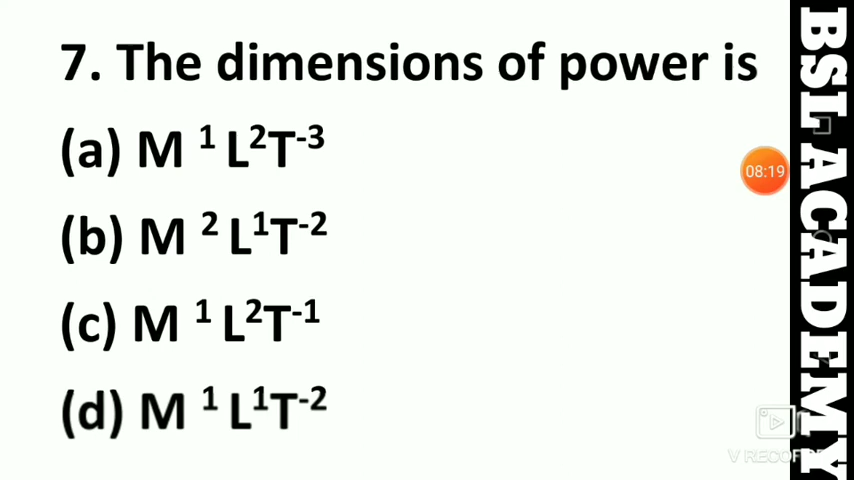 7. The dimensions of power is
(a) M ¹ L²T⁻³
(b) M ² L¹T⁻²
(c) M ¹ L²T⁻¹
(d) M ¹ L¹T⁻²
08:19
BSL ACADEMY